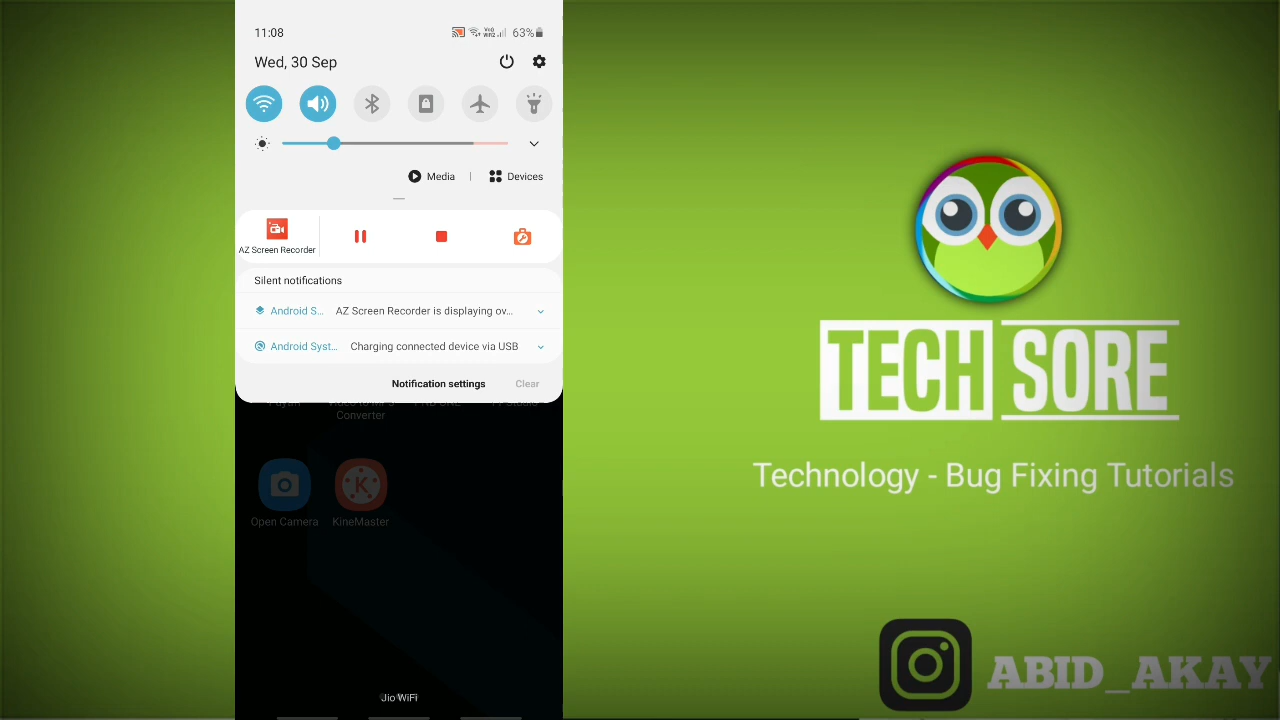 11:08
Vo) WiFi2 63%
Wed, 30 Sep
Media | Devices
AZ Screen Recorder
Silent notifications
Android S... AZ Screen Recorder is displaying ov...
Android Syst... Charging connected device via USB
Notification settings Clear
Converter
Open Camera KineMaster
Jio WiFi
TECH SORE
Technology - Bug Fixing Tutorials
ABID_AKAY